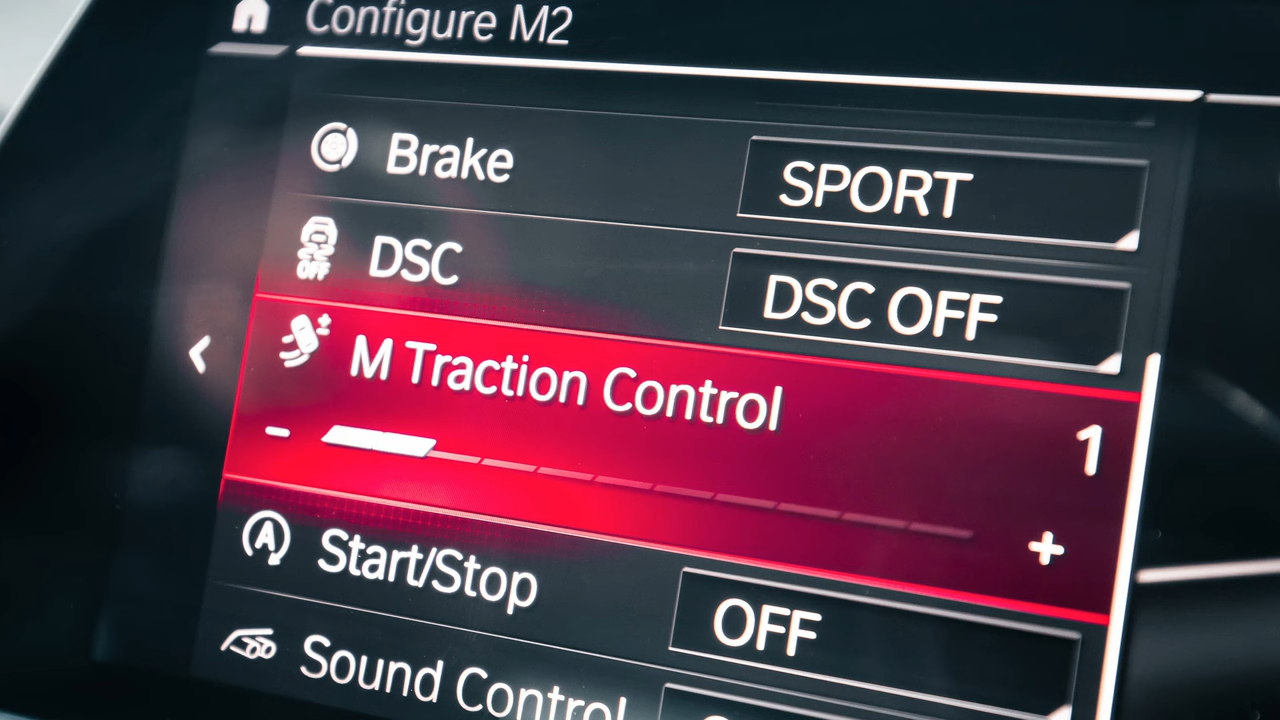 Configure M2
Brake SPORT
OFF DSC DSC OFF
M Traction Control 1
- +
A Start/Stop OFF
Sound Control